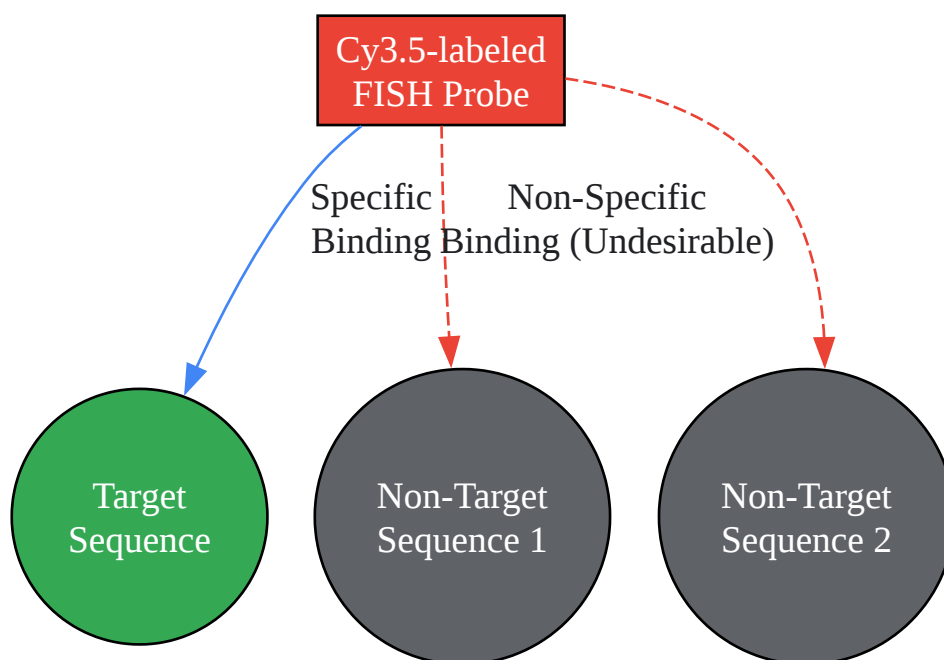 Cy3.5-labeled
FISH Probe
Specific
Binding
Non-Specific
Binding (Undesirable)
Target
Sequence
Non-Target
Sequence 1
Non-Target
Sequence 2